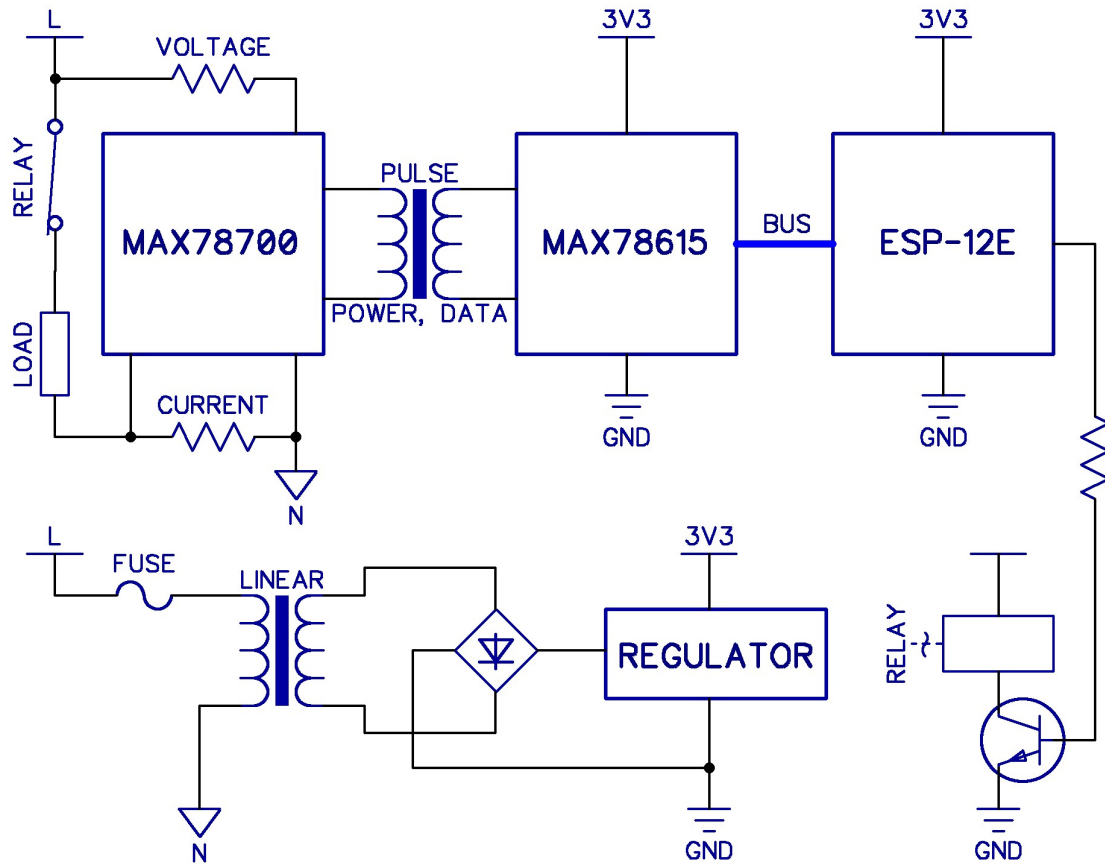 L
VOLTAGE
3V3
3V3
RELAY
PULSE
MAX78700
MAX78615
BUS
ESP-12E
POWER, DATA
LOAD
CURRENT
GND
GND
N
L
FUSE
LINEAR
3V3
REGULATOR
RELAY
N
GND
GND